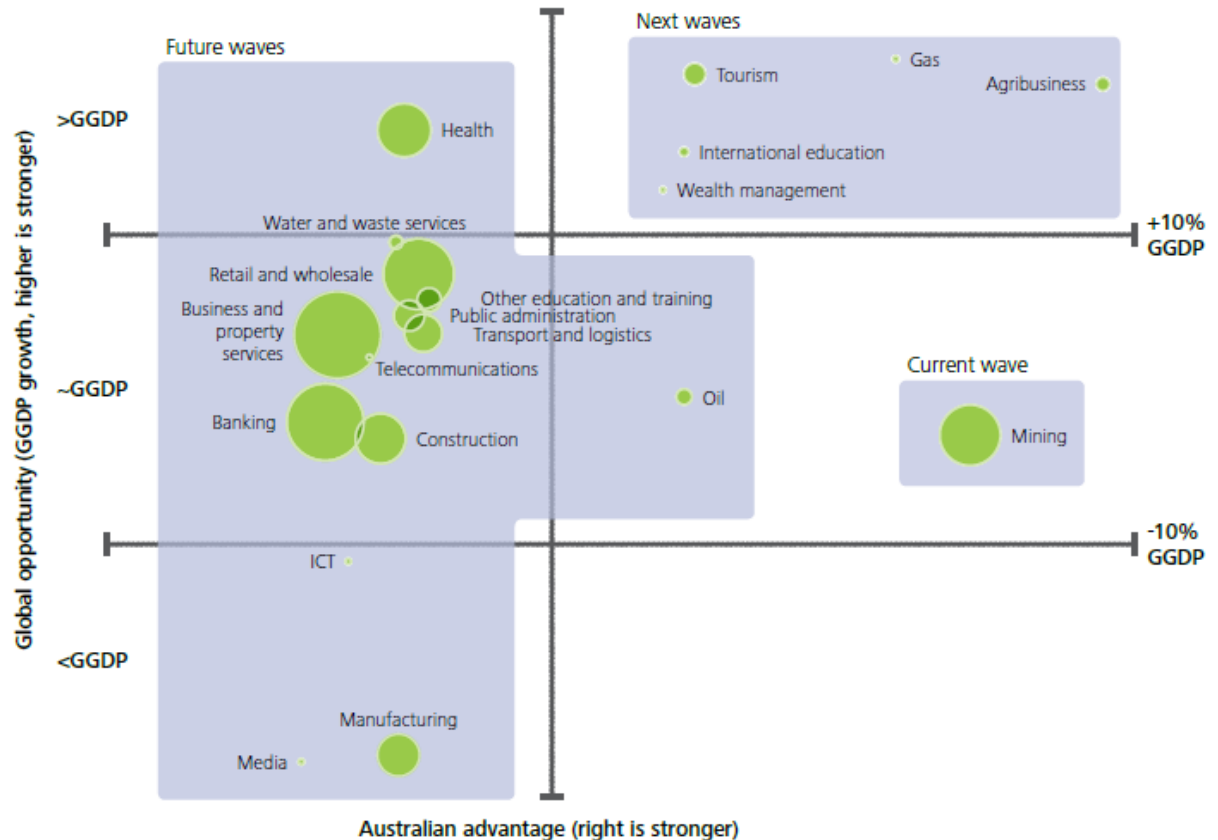 Next waves
Future waves
Gas
Tourism
Agribusiness
>GGDP
Health
International education
Wealth management
Water and waste services
+10%
GGDP
Retail and wholesale
Other education and training
Business and
property
services
Public administration
Transport and logistics
Telecommunications
Current wave
~GGDP
Oil
Banking
Construction
Mining
-10%
GGDP
ICT
<GGDP
Manufacturing
Media
Global opportunity (GGDP growth, higher is stronger)
Australian advantage (right is stronger)